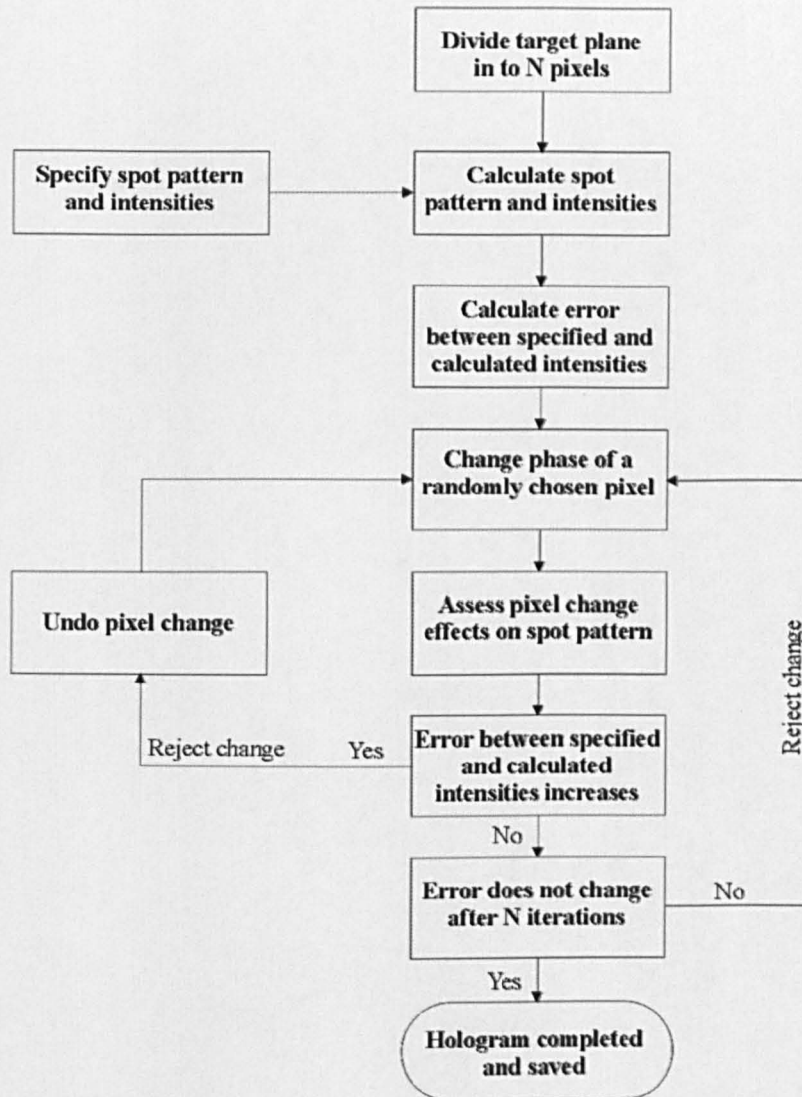 Divide target plane
in to N pixels
Specify spot pattern
and intensities
Calculate spot
pattern and intensities
Calculate error
between specified and
calculated intensities
Change phase of a
randomly chosen pixel
Undo pixel change
Assess pixel change
effects on spot pattern
Reject change
Reject change
Yes
Error between specified
and calculated
intensities increases
No
Error does not change
after N iterations
No
Yes
Hologram completed
and saved